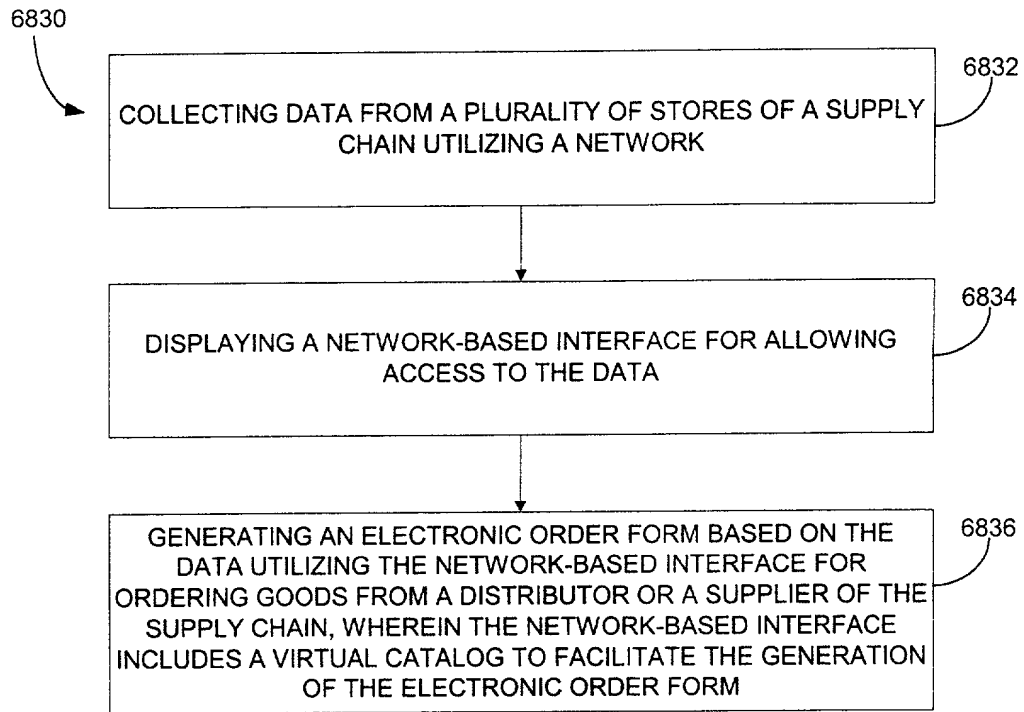 6830
6832
COLLECTING DATA FROM A PLURALITY OF STORES OF A SUPPLY
CHAIN UTILIZING A NETWORK
6834
DISPLAYING A NETWORK-BASED INTERFACE FOR ALLOWING
ACCESS TO THE DATA
6836
GENERATING AN ELECTRONIC ORDER FORM BASED ON THE
DATA UTILIZING THE NETWORK-BASED INTERFACE FOR
ORDERING GOODS FROM A DISTRIBUTOR OR A SUPPLIER OF THE
SUPPLY CHAIN, WHEREIN THE NETWORK-BASED INTERFACE
INCLUDES A VIRTUAL CATALOG TO FACILITATE THE GENERATION
OF THE ELECTRONIC ORDER FORM